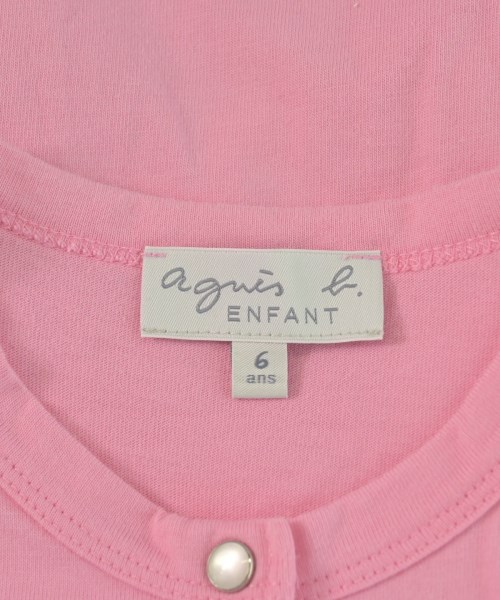 agnès b.
ENFANT
6
ans